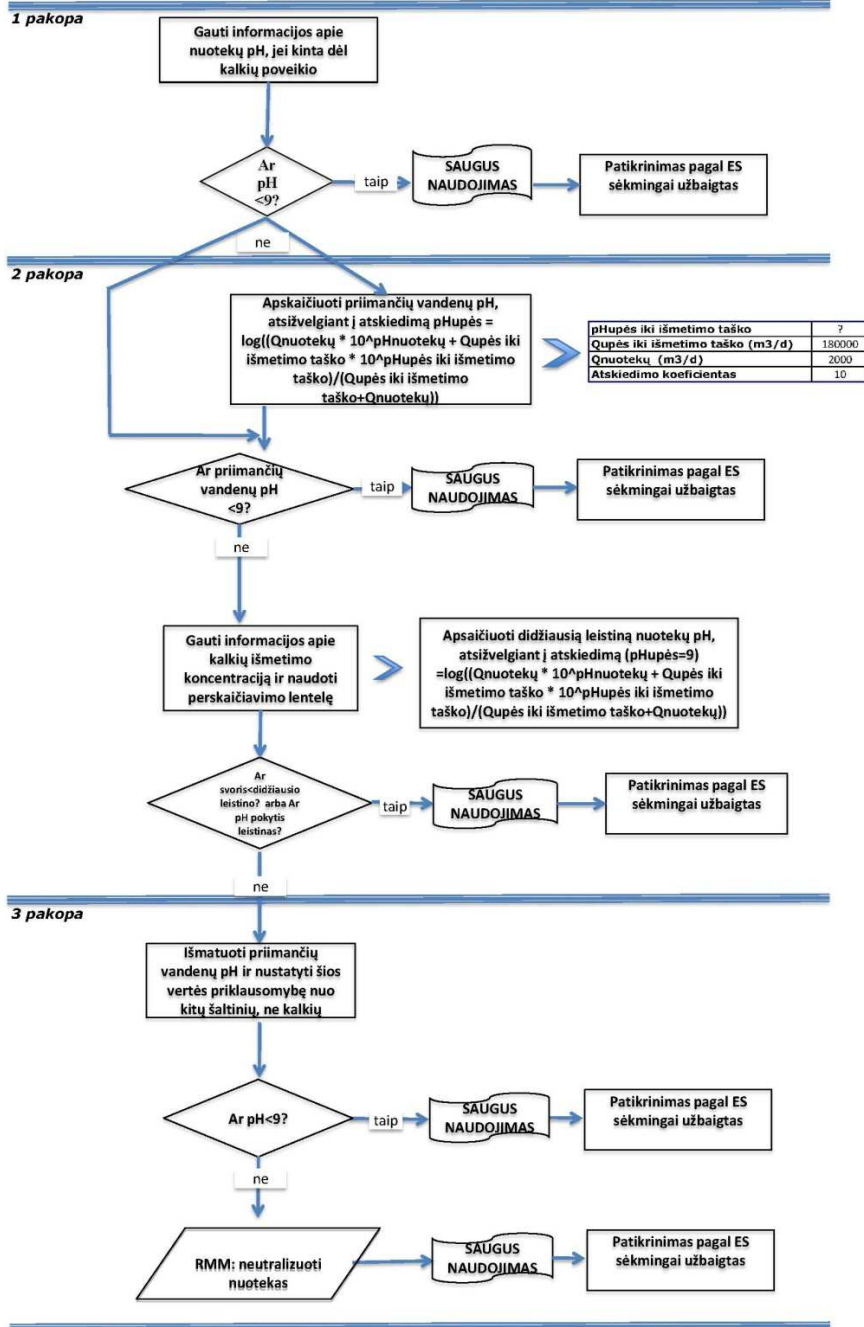 1 pakopa
Gauti informacijos apie
nuotekų pH, jei kinta dėl
kalkių poveikio
Ar
pH
<9?
taip
SAUGUS
NAUDOJIMAS
Patikrinimas pagal ES
sėkmingai užbaigtas
ne
2 pakopa
Apskaičiuoti priimančių vandenų pH,
atsižvelgiant į atskiedimą pHupės =
log((Qnuotekų * 10^pHnuotekų + Qupės iki
išmetimo taško * 10^pHupės iki išmetimo
taško)/(Qupės iki išmetimo
taško+Qnuotekų))
pHupės iki išmetimo taško ?
Qupės iki išmetimo taško (m3/d) 180000
Qnuotekų (m3/d) 2000
Atskiedimo koeficientas 10
Ar priimančių
vandenų pH
<9?
taip
SAUGUS
NAUDOJIMAS
Patikrinimas pagal ES
sėkmingai užbaigtas
ne
Gauti informacijos apie
kalkių išmetimo
koncentraciją ir naudoti
perskaičiavimo lentelę
Apsaičiuoti didžiausią leistiną nuotekų pH,
atsižvelgiant į atskiedimą (pHupės=9)
=log((Qnuotekų * 10^pHnuotekų + Qupės iki
išmetimo taško * 10^pHupės iki išmetimo
taško)/(Qupės iki išmetimo taško+Qnuotekų))
Ar
svoris<didžiausio
leistino? arba Ar
pH pokytis
leistinas?
taip
SAUGUS
NAUDOJIMAS
Patikrinimas pagal ES
sėkmingai užbaigtas
ne
3 pakopa
Išmatuoti priimančių
vandenų pH ir nustatyti šios
vertės priklausomybę nuo
kitų šaltinių, ne kalkių
Ar pH<9?
taip
SAUGUS
NAUDOJIMAS
Patikrinimas pagal ES
sėkmingai užbaigtas
ne
RMM: neutralizuoti
nuotekas
SAUGUS
NAUDOJIMAS
Patikrinimas pagal ES
sėkmingai užbaigtas